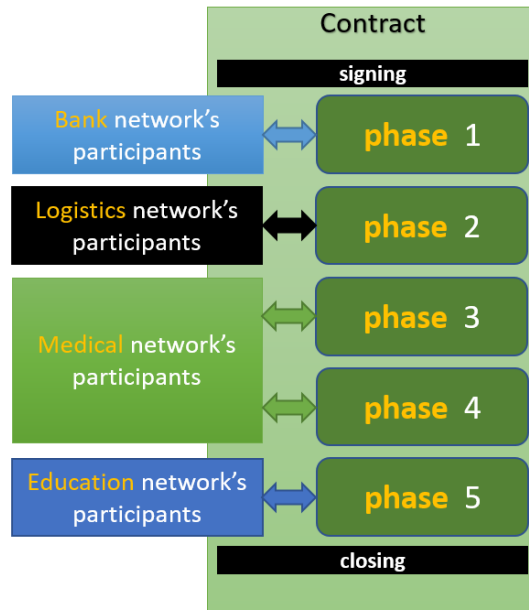 Contract
signing
Bank network's
participants
phase 1
Logistics network's
participants
phase 2
Medical network's
participants
phase 3
phase 4
Education network's
participants
phase 5
closing